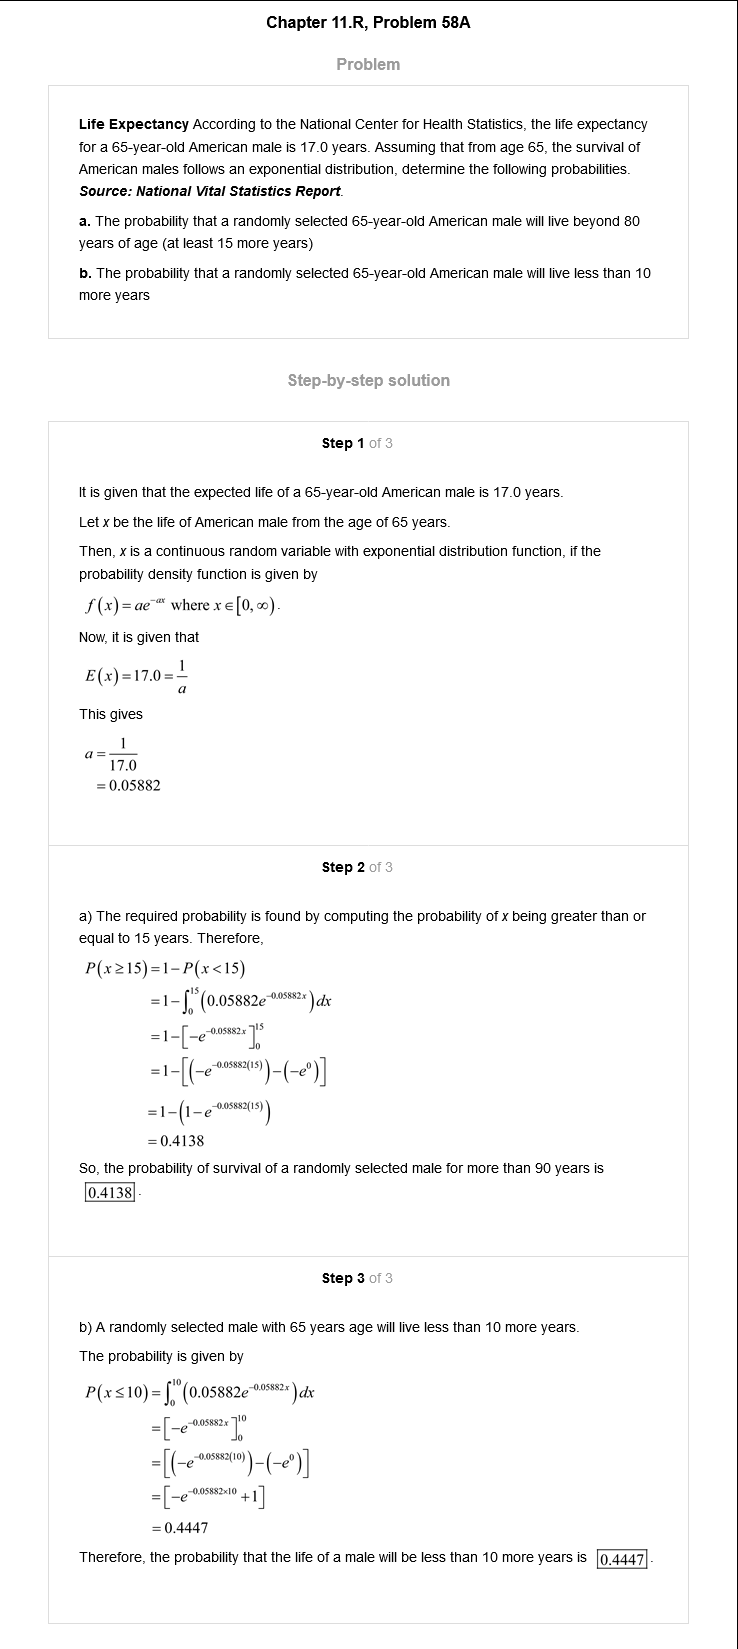 Chapter 11.R, Problem 58A
Problem
Life Expectancy According to the National Center for Health Statistics, the life expectancy
for a 65-year-old American male is 17.0 years. Assuming that from age 65, the survival of
American males follows an exponential distribution, determine the following probabilities.
Source: National Vital Statistics Report.
a. The probability that a randomly selected 65-year-old American male will live beyond 80
years of age (at least 15 more years)
b. The probability that a randomly selected 65-year-old American male will live less than 10
more years
Step-by-step solution
Step 1 of 3
It is given that the expected life of a 65-year-old American male is 17.0 years.
Let x be the life of American male from the age of 65 years.
Then, x is a continuous random variable with exponential distribution function, if the
probability density function is given by
f(x) = ae^{-ax} where x ∈ [0, ∞).
Now, it is given that
E(x) = 17.0 = 1/a
This gives
a = 1/17.0
= 0.05882
Step 2 of 3
a) The required probability is found by computing the probability of x being greater than or
equal to 15 years. Therefore,
P(x ≥ 15) = 1 − P(x < 15)
= 1 − ∫_0^{15} (0.05882e^{-0.05882x}) dx
= 1 − [−e^{-0.05882x}]_0^{15}
= 1 − [(−e^{-0.05882(15)}) − (−e^0)]
= 1 − (1 − e^{-0.05882(15)})
= 0.4138
So, the probability of survival of a randomly selected male for more than 90 years is
0.4138.
Step 3 of 3
b) A randomly selected male with 65 years age will live less than 10 more years.
The probability is given by
P(x ≤ 10) = ∫_0^{10} (0.05882e^{-0.05882x}) dx
= [−e^{-0.05882x}]_0^{10}
= [(−e^{-0.05882(10)}) − (−e^0)]
= [−e^{-0.05882×10} + 1]
= 0.4447
Therefore, the probability that the life of a male will be less than 10 more years is 0.4447.